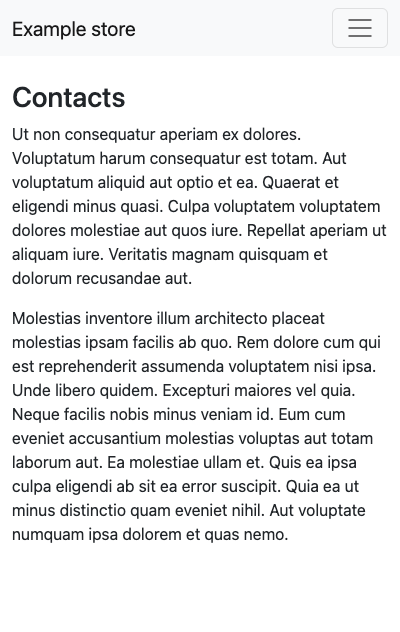 Example store
Contacts
Ut non consequatur aperiam ex dolores.
Voluptatum harum consequatur est totam. Aut
voluptatum aliquid aut optio et ea. Quaerat et
eligendi minus quasi. Culpa voluptatem voluptatem
dolores molestiae aut quos iure. Repellat aperiam ut
aliquam iure. Veritatis magnam quisquam et
dolorum recusandae aut.
Molestias inventore illum architecto placeat
molestias ipsam facilis ab quo. Rem dolore cum qui
est reprehenderit assumenda voluptatem nisi ipsa.
Unde libero quidem. Excepturi maiores vel quia.
Neque facilis nobis minus veniam id. Eum cum
eveniet accusantium molestias voluptas aut totam
laborum aut. Ea molestiae ullam et. Quis ea ipsa
culpa eligendi ab sit ea error suscipit. Quia ea ut
minus distinctio quam eveniet nihil. Aut voluptate
numquam ipsa dolorem et quas nemo.